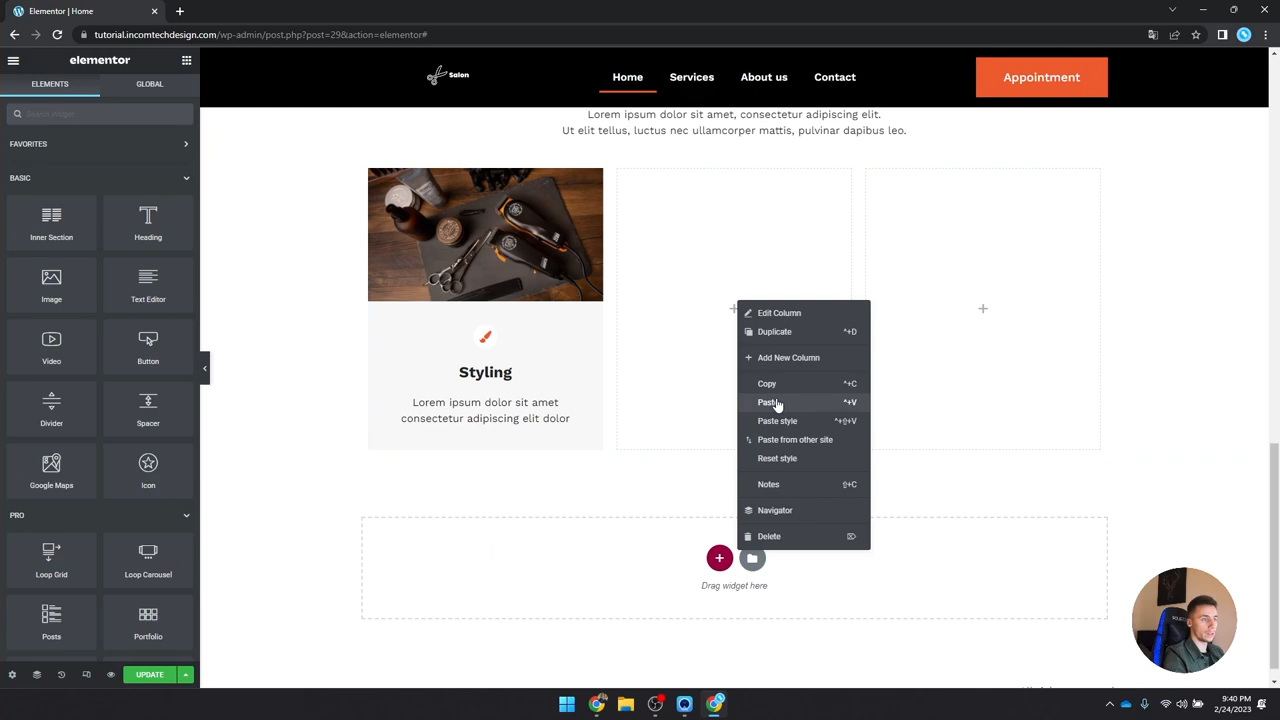 Elementor | Home
tutorial.incomtechdesign.com/wp-admin/post.php?post=29&action=elementor#
elementor
ELEMENTS
GLOBAL
Search Widget...
FAVORITES
BASIC
Inner Section
Heading
Image
Text Editor
Video
Button
Divider
Spacer
Google Maps
Icon
PRO
Loop Grid
Loop Carousel
Posts
Portfolio
UPDATE
Salon
Home
Services
About us
Contact
Appointment
Lorem ipsum dolor sit amet, consectetur adipiscing elit.
Ut elit tellus, luctus nec ullamcorper mattis, pulvinar dapibus leo.
Styling
Lorem ipsum dolor sit amet
consectetur adipiscing elit dolor
Edit Column
Duplicate ^+D
Add New Column
Copy ^+C
Paste ^+V
Paste style ^+⇧+V
Paste from other site
Reset style
Notes ⇧+C
Navigator
Delete ⌦
Drag widget here
9:40 PM
2/24/2023